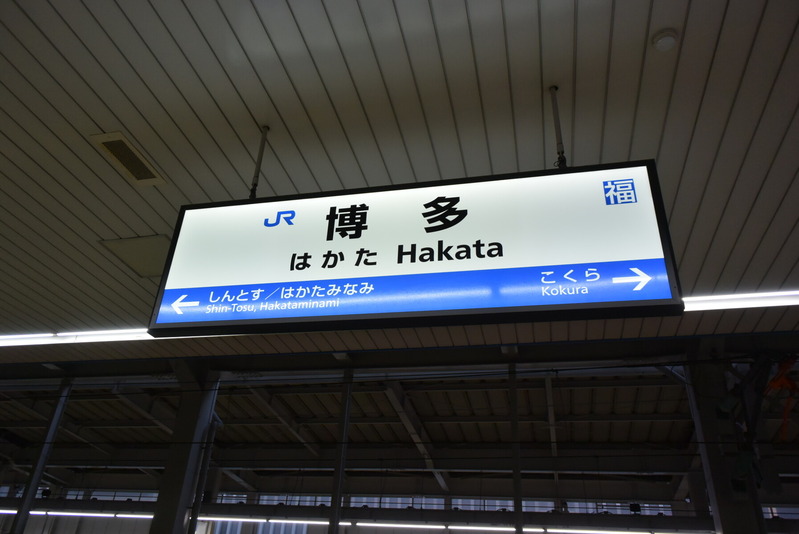 JR 博多 福
はかた Hakata
← しんとす／はかたみなみ
Shin-Tosu, Hakataminami
こくら →
Kokura